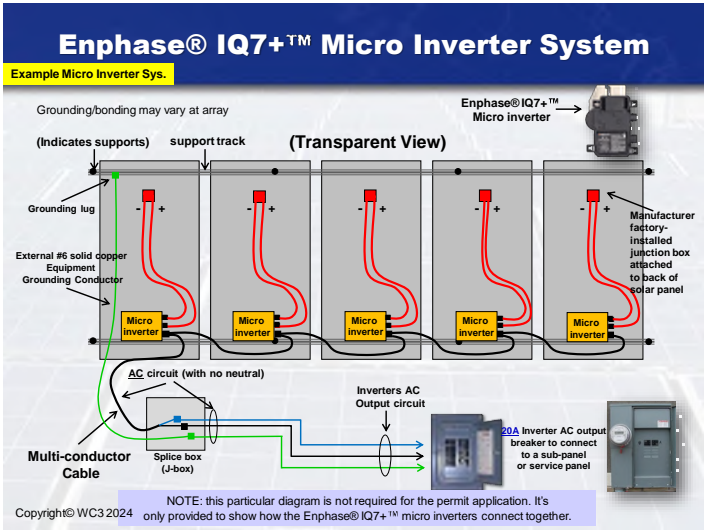 Enphase® IQ7+™ Micro Inverter System
Example Micro Inverter Sys.
Grounding/bonding may vary at array
Enphase® IQ7+™
Micro inverter
(Indicates supports)
support track
(Transparent View)
- +
- +
- +
- +
- +
Grounding lug
Manufacturer
factory-
installed
junction box
attached
to back of
solar panel
External #6 solid copper
Equipment
Grounding Conductor
Micro
inverter
Micro
inverter
Micro
inverter
Micro
inverter
Micro
inverter
AC circuit (with no neutral)
Inverters AC
Output circuit
20A Inverter AC output
breaker to connect
to a sub-panel
or service panel
Multi-conductor
Cable
Splice box
(J-box)
NOTE: this particular diagram is not required for the permit application. It's
only provided to show how the Enphase® IQ7+™ micro inverters connect together.
Copyright© WC3 2024